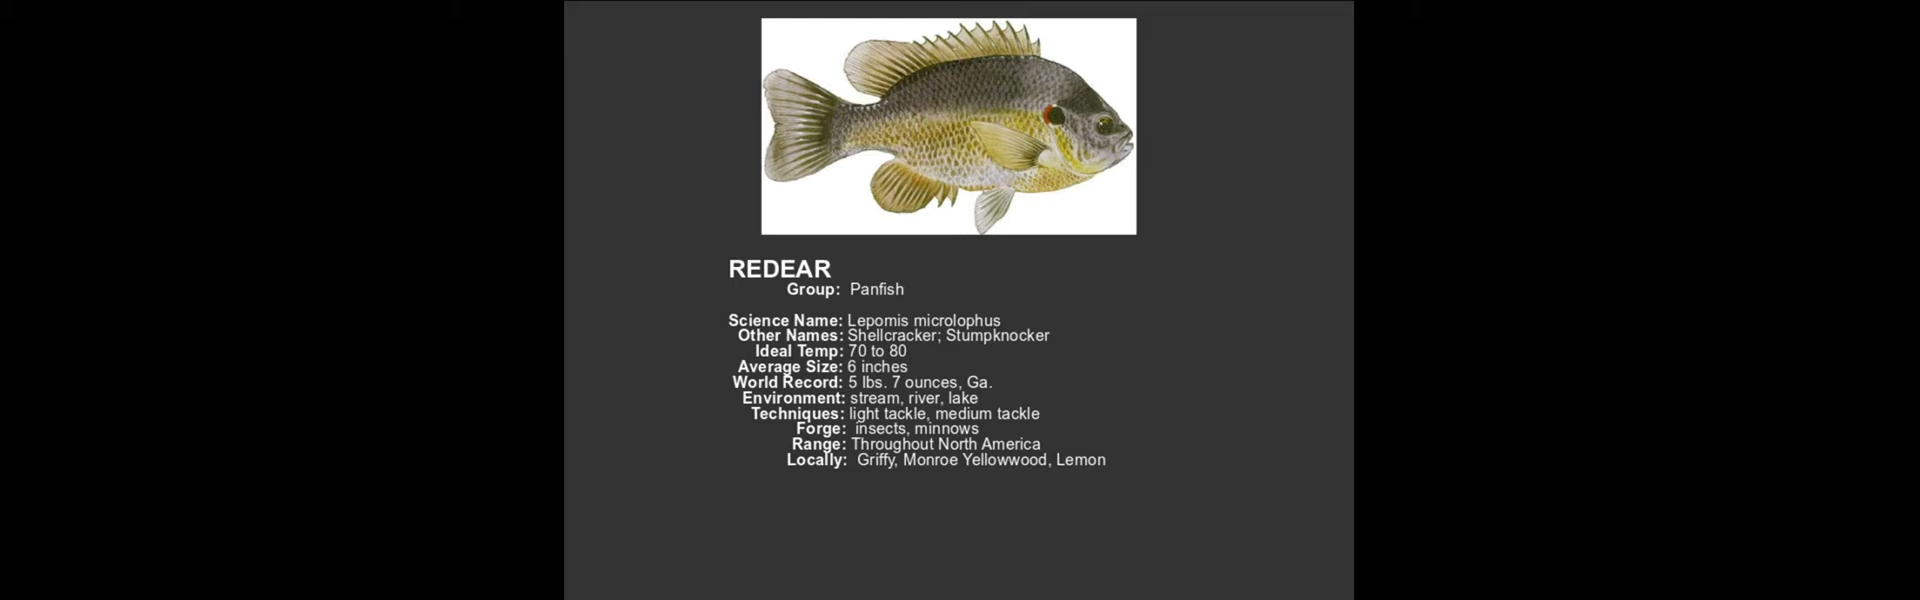 REDEAR
Group: Panfish
Science Name: Lepomis microlophus
Other Names: Shellcracker; Stumpknocker
Ideal Temp: 70 to 80
Average Size: 6 inches
World Record: 5 lbs. 7 ounces, Ga.
Environment: stream, river, lake
Techniques: light tackle, medium tackle
Forge: insects, minnows
Range: Throughout North America
Locally: Griffy, Monroe Yellowwood, Lemon